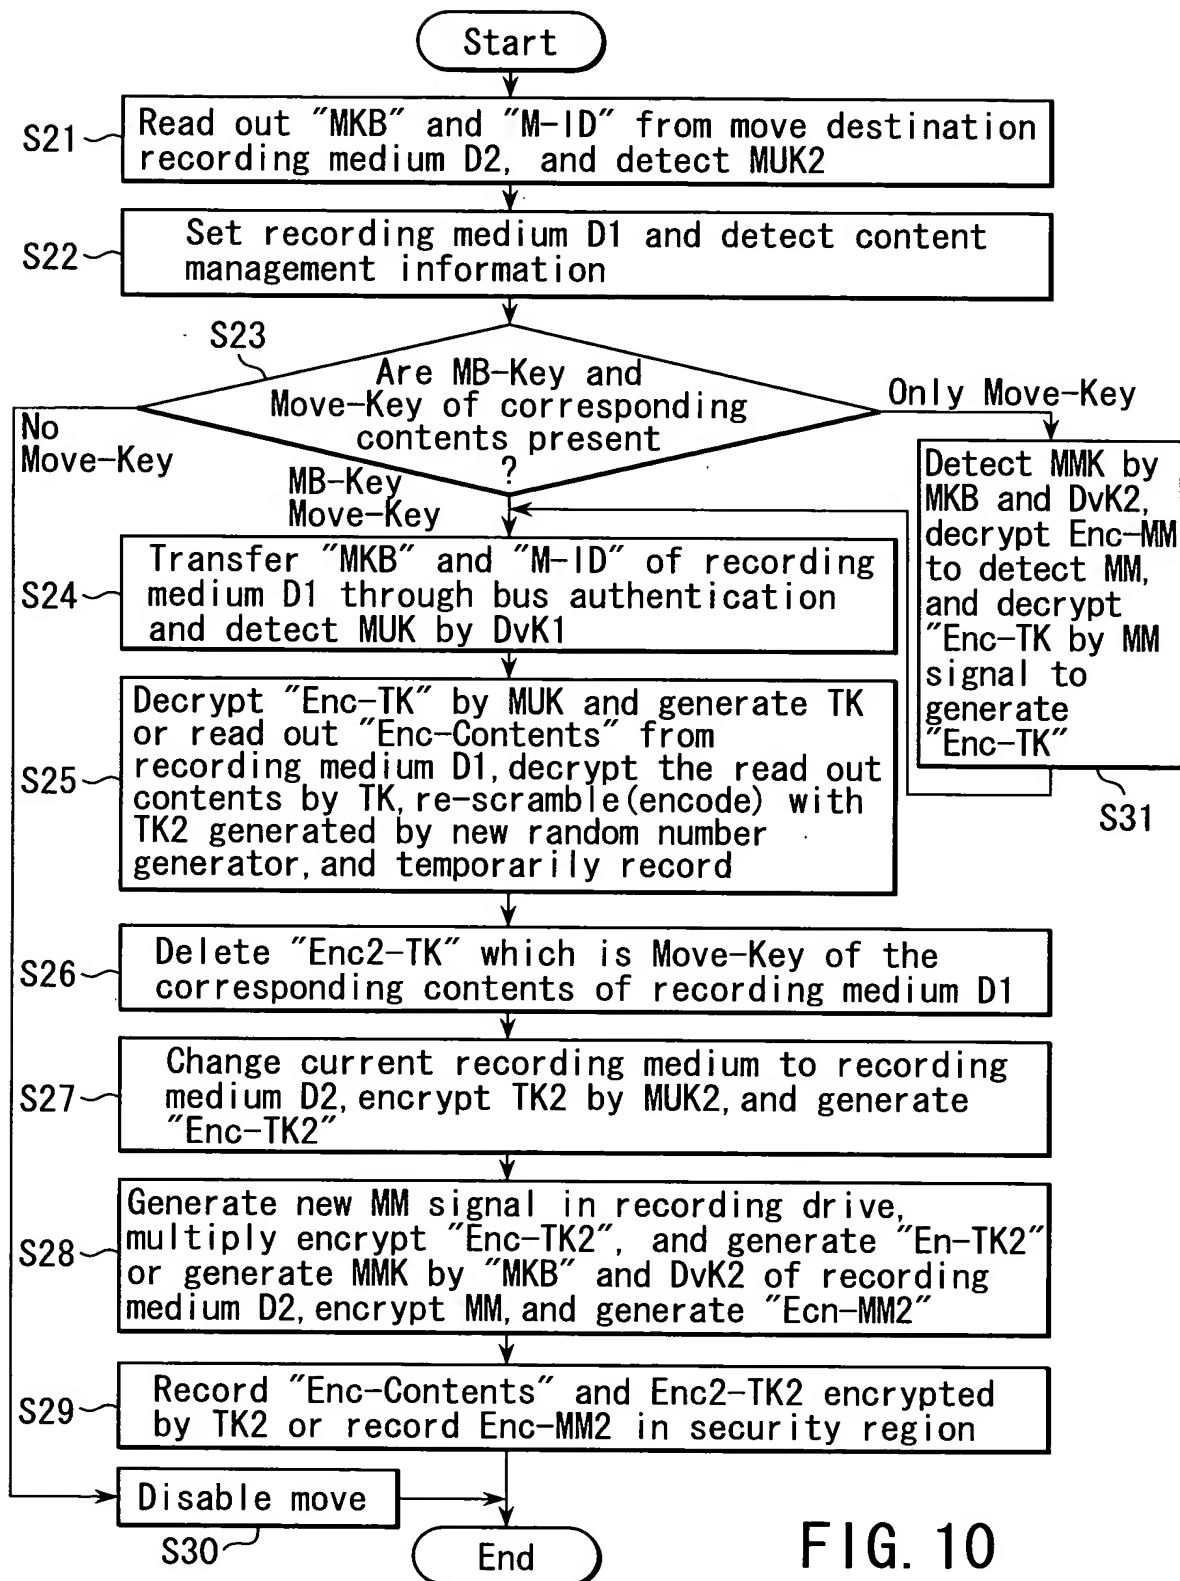 Start
S21
Read out "MKB" and "M-ID" from move destination
recording medium D2, and detect MUK2
S22
Set recording medium D1 and detect content
management information
S23
Are MB-Key and
Move-Key of corresponding
contents present
?
No
Move-Key
MB-Key
Move-Key
Only Move-Key
Detect MMK by
MKB and DvK2,
decrypt Enc-MM
to detect MM,
and decrypt
"Enc-TK by MM
signal to
generate
"Enc-TK"
S31
S24
Transfer "MKB" and "M-ID" of recording
medium D1 through bus authentication
and detect MUK by DvK1
S25
Decrypt "Enc-TK" by MUK and generate TK
or read out "Enc-Contents" from
recording medium D1, decrypt the read out
contents by TK, re-scramble(encode) with
TK2 generated by new random number
generator, and temporarily record
S26
Delete "Enc2-TK" which is Move-Key of the
corresponding contents of recording medium D1
S27
Change current recording medium to recording
medium D2, encrypt TK2 by MUK2, and generate
"Enc-TK2"
S28
Generate new MM signal in recording drive,
multiply encrypt "Enc-TK2", and generate "En-TK2"
or generate MMK by "MKB" and DvK2 of recording
medium D2, encrypt MM, and generate "Ecn-MM2"
S29
Record "Enc-Contents" and Enc2-TK2 encrypted
by TK2 or record Enc-MM2 in security region
Disable move
S30
End
FIG. 10